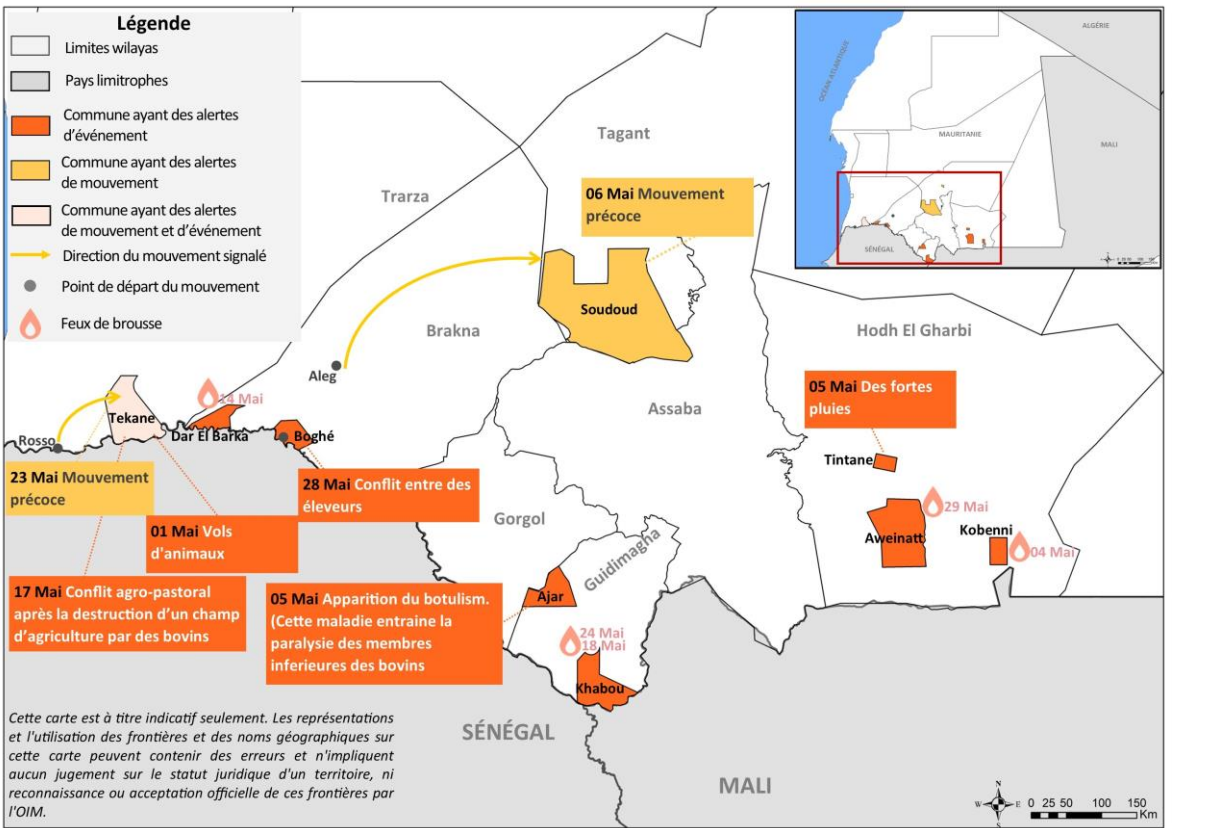 Légende
Limites wilayas
Pays limitrophes
Commune ayant des alertes
d'événement
Commune ayant des alertes
de mouvement
Commune ayant des alertes
de mouvement et d'événement
Direction du mouvement signalé
Point de départ du mouvement
Feux de brousse
ALGÉRIE
OCEAN ATLANTIQUE
MAURITANIE
MALI
SÉNÉGAL
Tagant
Trarza
06 Mai Mouvement
précoce
Soudoud
Brakna
Hodh El Gharbi
Aleg
Assaba
05 Mai Des fortes
pluies
14 Mai
Tekane
Dar El Barka
Boghé
Rosso
Tintane
23 Mai Mouvement
précoce
28 Mai Conflit entre des
éleveurs
01 Mai Vols
d'animaux
Gorgol
29 Mai
Aweinatt
Kobenni
04 Mai
Guidimagha
17 Mai Conflit agro-pastoral
après la destruction d'un champ
d'agriculture par des bovins
05 Mai Apparition du botulism.
(Cette maladie entraine la
paralysie des membres
inferieures des bovins
Ajar
24 Mai
18 Mai
Khabou
Cette carte est à titre indicatif seulement. Les représentations
et l'utilisation des frontières et des noms géographiques sur
cette carte peuvent contenir des erreurs et n'impliquent
aucun jugement sur le statut juridique d'un territoire, ni
reconnaissance ou acceptation officielle de ces frontières par
l'OIM.
SÉNÉGAL
MALI
N
W E
S
0 25 50 100 150
Km